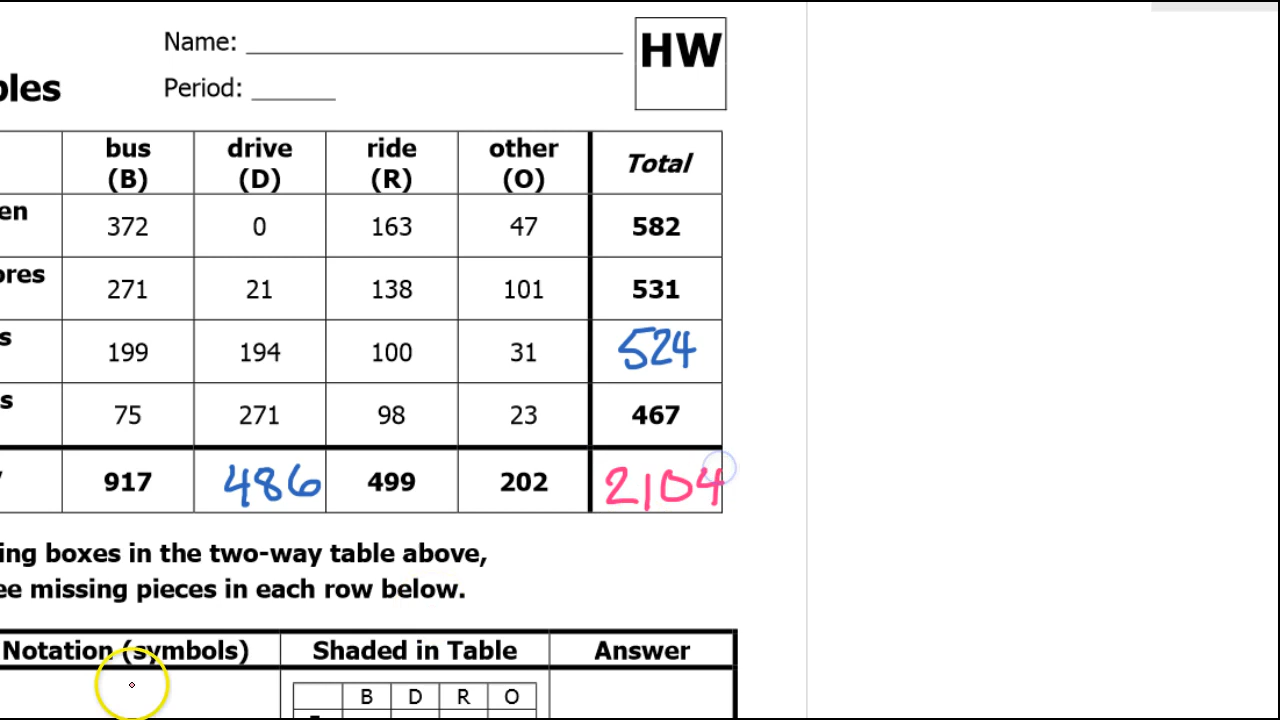 Name:
HW
bles
Period:
bus (B) drive (D) ride (R) other (O) Total
en 372 0 163 47 582
ores 271 21 138 101 531
s 199 194 100 31 524
s 75 271 98 23 467
917 486 499 202 2104
ing boxes in the two-way table above,
ee missing pieces in each row below.
Notation (symbols) Shaded in Table Answer
B D R O